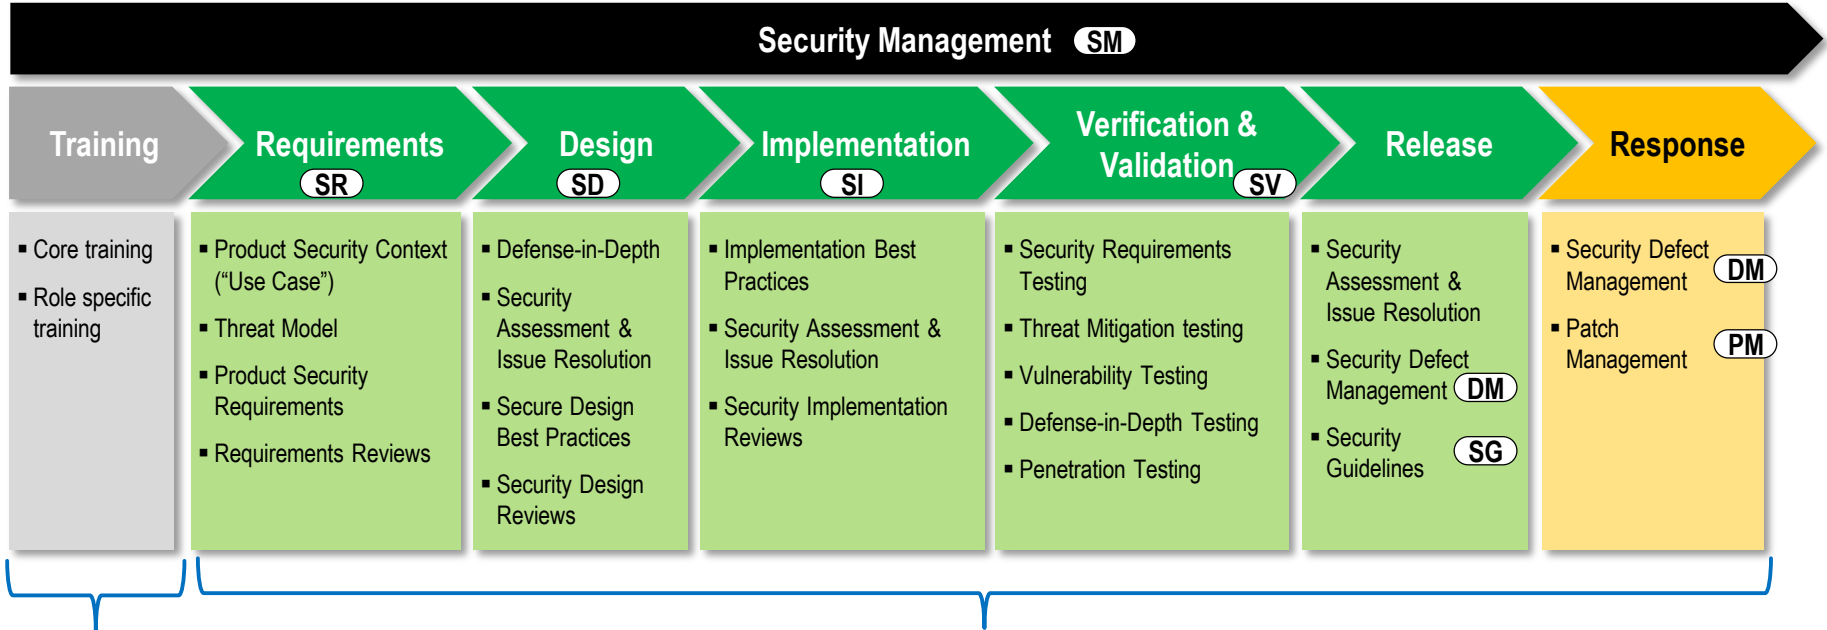 Security Management SM
Training
Requirements
SR
Design
SD
Implementation
SI
Verification &
Validation
SV
Release
Response
▪ Core training
▪ Role specific
training
▪ Product Security Context
(“Use Case”)
▪ Threat Model
▪ Product Security
Requirements
▪ Requirements Reviews
▪ Defense-in-Depth
▪ Security
Assessment &
Issue Resolution
▪ Secure Design
Best Practices
▪ Security Design
Reviews
▪ Implementation Best
Practices
▪ Security Assessment &
Issue Resolution
▪ Security Implementation
Reviews
▪ Security Requirements
Testing
▪ Threat Mitigation testing
▪ Vulnerability Testing
▪ Defense-in-Depth Testing
▪ Penetration Testing
▪ Security
Assessment &
Issue Resolution
▪ Security Defect
Management DM
▪ Security
Guidelines
SG
▪ Security Defect
Management
DM
▪ Patch
Management
PM